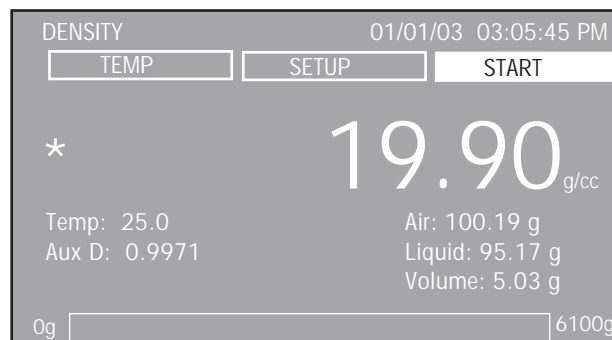 DENSITY 01/01/03 03:05:45 PM
TEMP SETUP START
* 19.90 g/cc
Temp: 25.0 Air: 100.19 g
Aux D: 0.9971 Liquid: 95.17 g
Volume: 5.03 g
0g 6100g